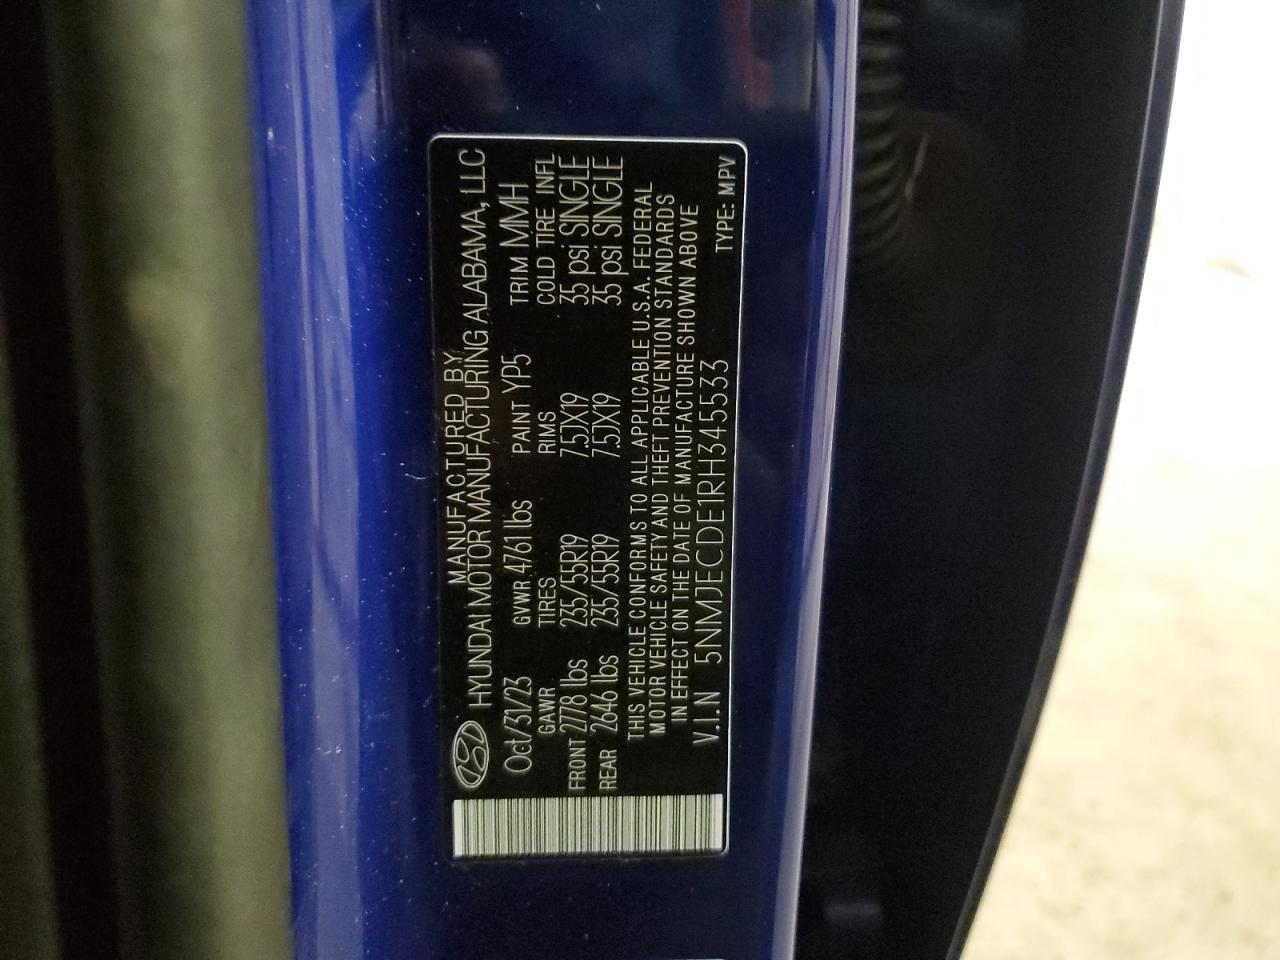 MANUFACTURED BY
HYUNDAI MOTOR MANUFACTURING ALABAMA, LLC
Oct/31/23 GVWR 4761 lbs PAINT YP5 TRIM MMH
GAWR TIRES RIMS COLD TIRE INFL
FRONT 2778 lbs 235/55R19 7.5JX19 35 psi SINGLE
REAR 2646 lbs 235/55R19 7.5JX19 35 psi SINGLE
THIS VEHICLE CONFORMS TO ALL APPLICABLE U.S.A. FEDERAL
MOTOR VEHICLE SAFETY AND THEFT PREVENTION STANDARDS
IN EFFECT ON THE DATE OF MANUFACTURE SHOWN ABOVE
V.I.N 5NMJECDE1RH345533 TYPE: MPV